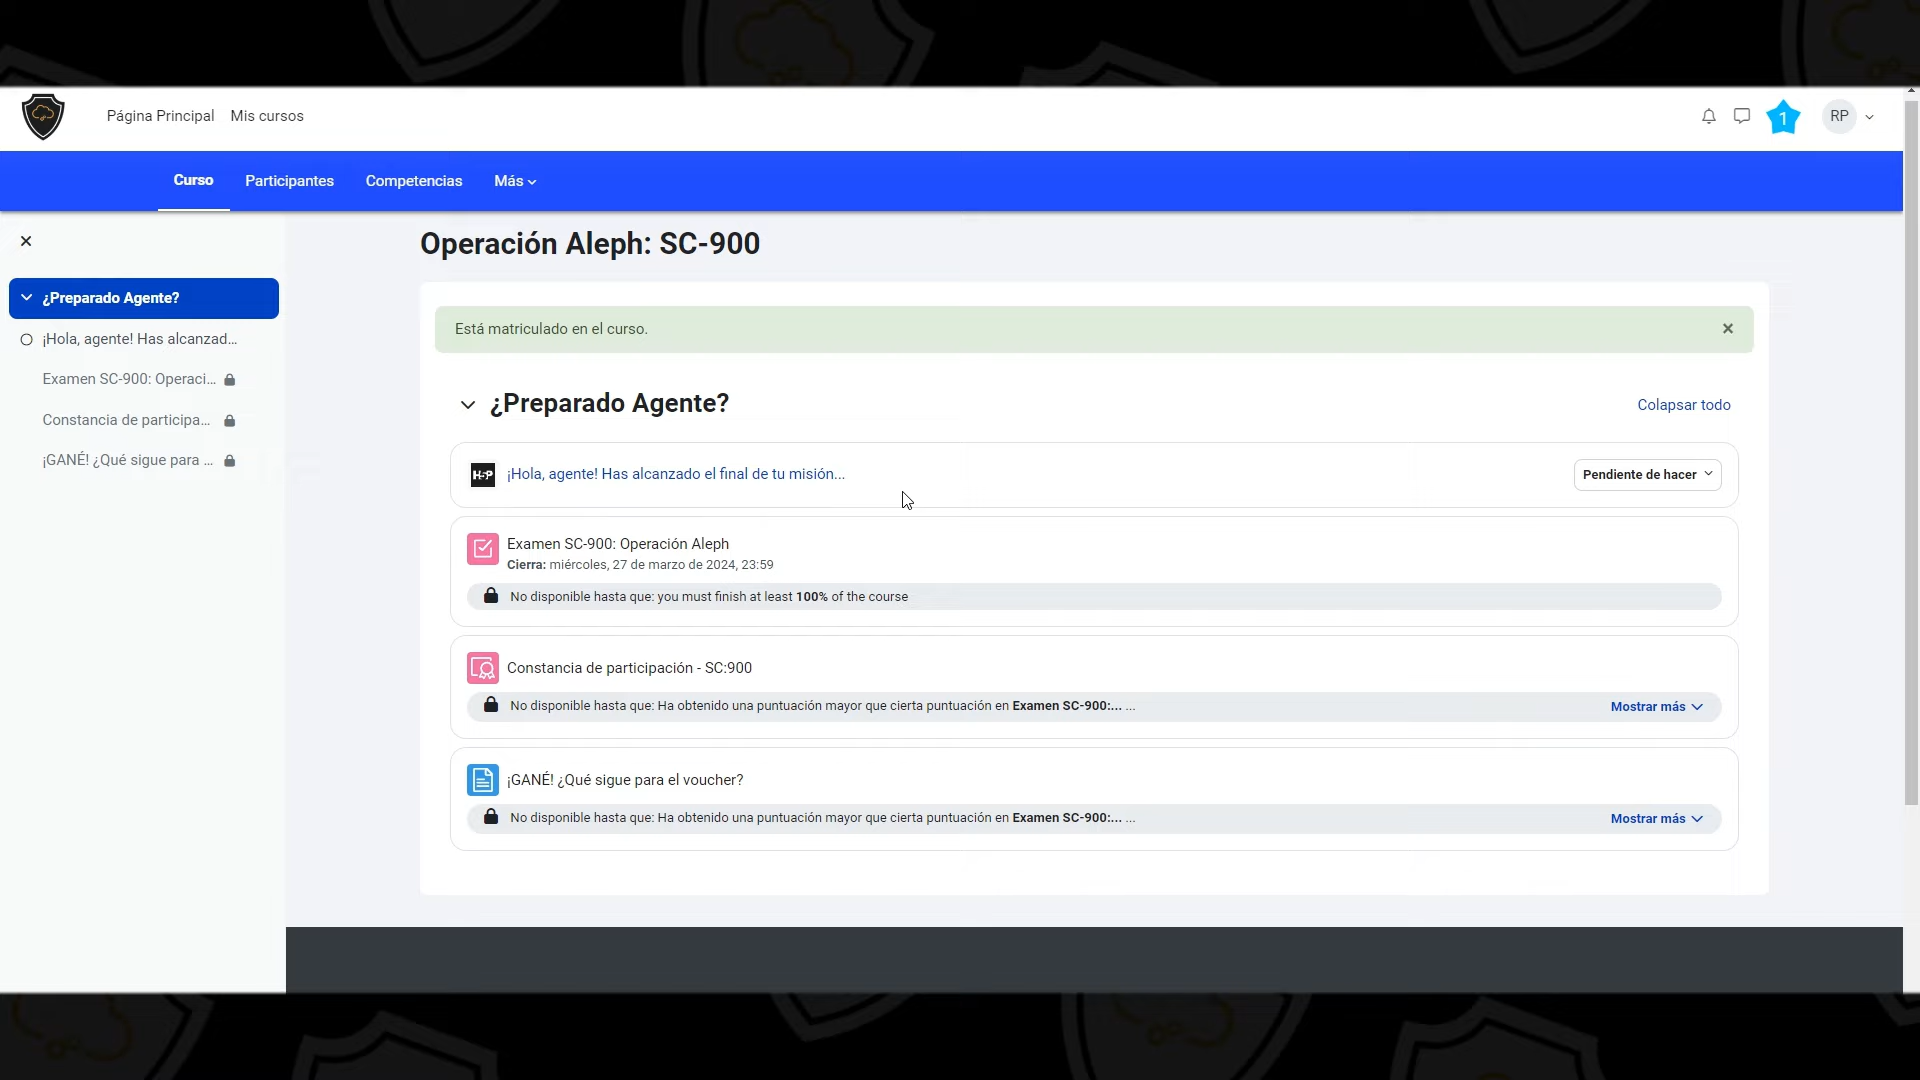 Página Principal Mis cursos
1 RP
Curso Participantes Competencias Más
Operación Aleph: SC-900
¿Preparado Agente?
¡Hola, agente! Has alcanzad...
Examen SC-900: Operaci...
Constancia de participa...
¡GANÉ! ¿Qué sigue para ...
Está matriculado en el curso.
¿Preparado Agente? Colapsar todo
H-P ¡Hola, agente! Has alcanzado el final de tu misión... Pendiente de hacer
Examen SC-900: Operación Aleph
Cierra: miércoles, 27 de marzo de 2024, 23:59
No disponible hasta que: you must finish at least 100% of the course
Constancia de participación - SC:900
No disponible hasta que: Ha obtenido una puntuación mayor que cierta puntuación en Examen SC-900:... ... Mostrar más
¡GANÉ! ¿Qué sigue para el voucher?
No disponible hasta que: Ha obtenido una puntuación mayor que cierta puntuación en Examen SC-900:... ... Mostrar más